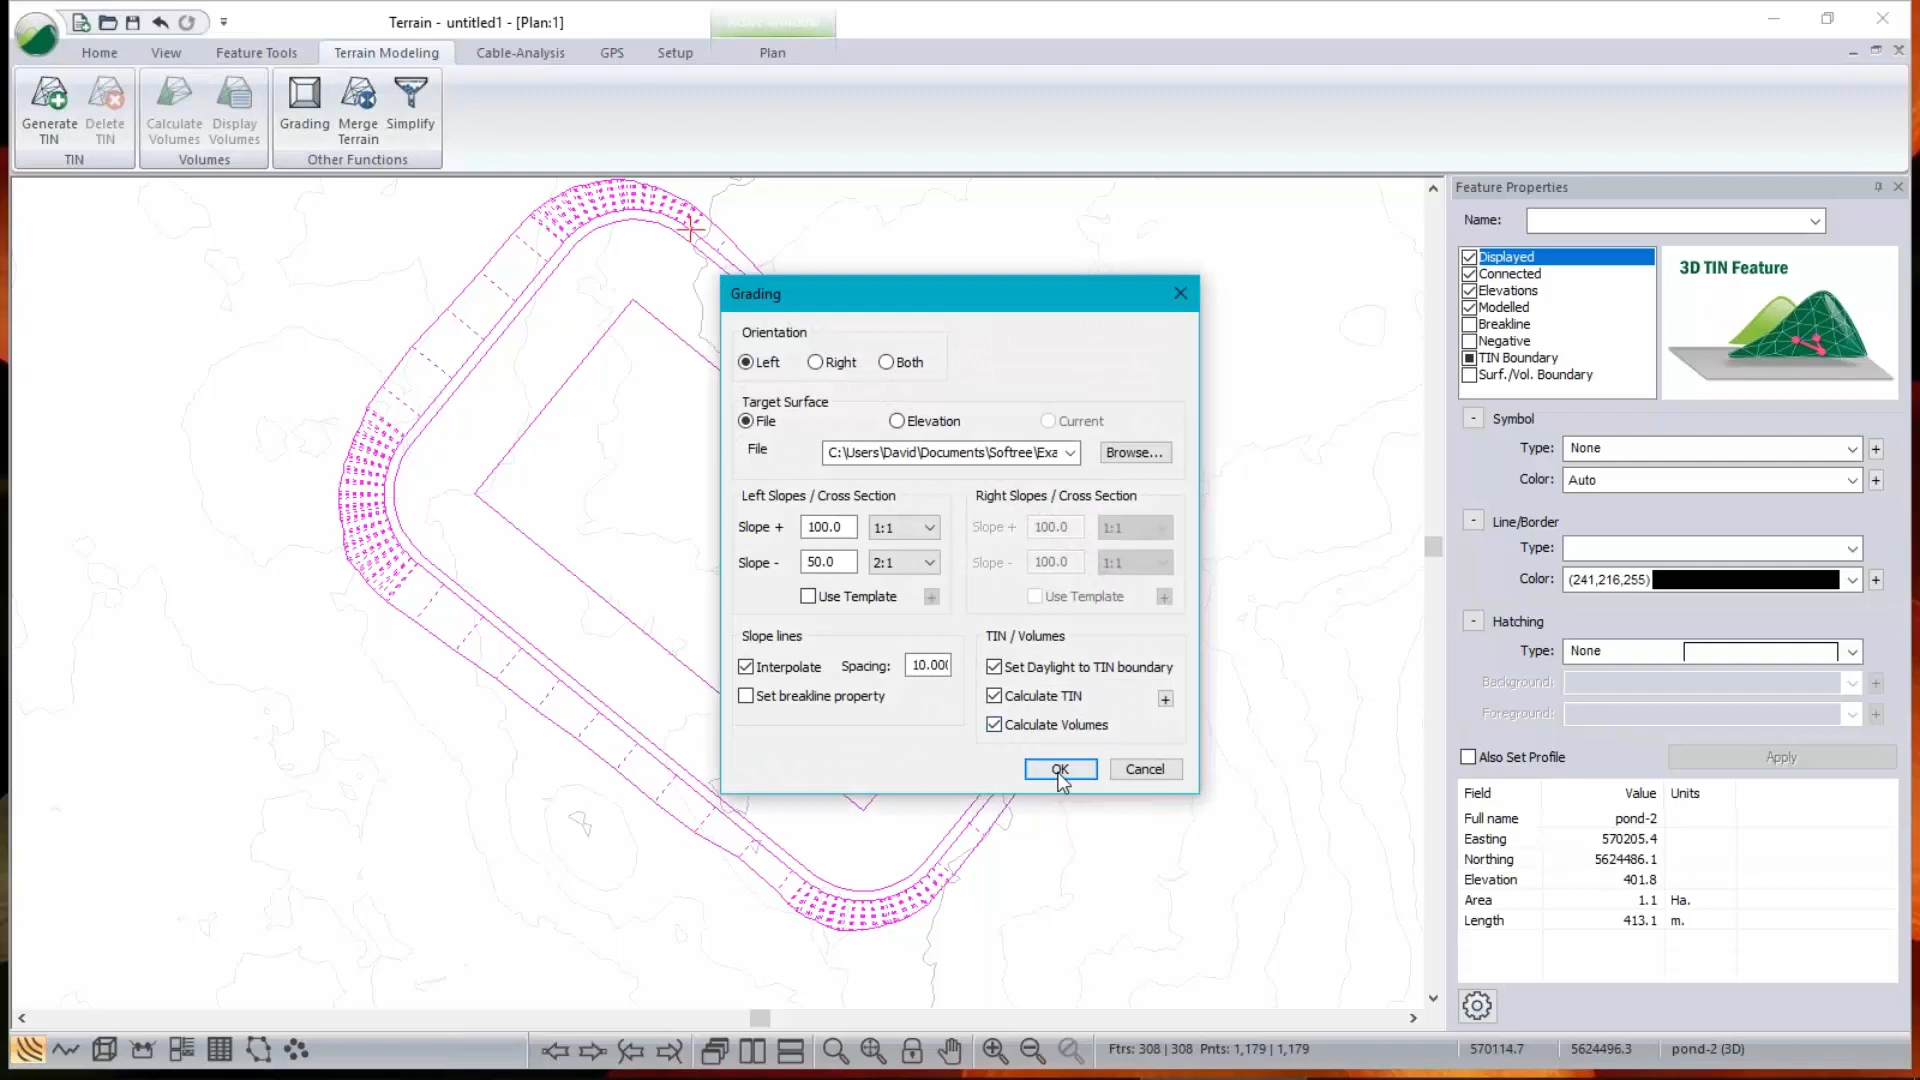 Terrain - untitled1 - [Plan:1]
Home View Feature Tools Terrain Modeling Cable-Analysis GPS Setup Plan
Generate TIN
Delete TIN
TIN
Calculate Volumes
Display Volumes
Volumes
Grading
Merge Terrain
Simplify
Other Functions
Grading
Orientation
Left Right Both
Target Surface
File Elevation Current
File C:\Users\David\Documents\Softree\Exa Browse...
Left Slopes / Cross Section
Slope + 100.0 1:1
Slope - 50.0 2:1
Use Template +
Right Slopes / Cross Section
Slope + 100.0 1:1
Slope - 100.0 1:1
Use Template +
Slope lines
Interpolate Spacing: 10.00(
Set breakline property
TIN / Volumes
Set Daylight to TIN boundary
Calculate TIN +
Calculate Volumes
OK Cancel
Feature Properties
Name:
Displayed
Connected
Elevations
Modelled
Breakline
Negative
TIN Boundary
Surf./Vol. Boundary
3D TIN Feature
- Symbol
Type: None +
Color: Auto +
- Line/Border
Type:
Color: (241,216,255) +
- Hatching
Type: None
Background: +
Foreground: +
Also Set Profile Apply
Field Value Units
Full name pond-2
Easting 570205.4
Northing 5624486.1
Elevation 401.8
Area 1.1 Ha.
Length 413.1 m.
Ftrs: 308 | 308 Pnts: 1,179 | 1,179 570114.7 5624496.3 pond-2 (3D)